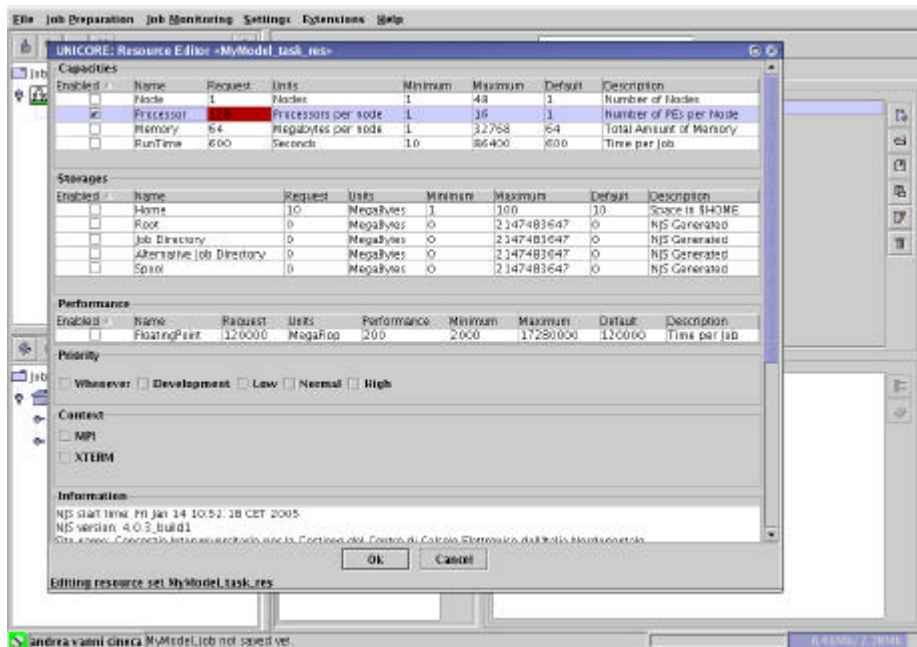 File Job Preparation Job Monitoring Settings Extensions Help
UNICORE: Resource Editor <MyModel_task_res>
Capacities
Enabled Name Request Units Minimum Maximum Default Description
Node 1 Nodes 1 48 1 Number of Nodes
Processor 128 Processors per node 1 16 1 Number of PEs per Node
Memory 64 Megabytes per node 1 32768 64 Total Amount of Memory
RunTime 600 Seconds 10 86400 600 Time per Job
Storages
Enabled Name Request Units Minimum Maximum Default Description
Home 10 MegaBytes 1 100 10 Space in $HOME
Root 0 MegaBytes 0 2147483647 0 NJS Generated
Job Directory 0 MegaBytes 0 2147483647 0 NJS Generated
Alternative Job Directory 0 MegaBytes 0 2147483647 0 NJS Generated
Spool 0 MegaBytes 0 2147483647 0 NJS Generated
Performance
Enabled Name Request Units Performance Minimum Maximum Default Description
FloatingPoint 120000 MegaFlop 200 2000 17280000 120000 Time per Job
Priority
Whenever Development Low Normal High
Context
MPI
XTERM
Information
NJS start time: Fri Jan 14 10:52:18 CET 2005
NJS version: 4.0.3_build1
Ok Cancel
Editing resource set MyModel_task_res
andrea vanni cineca MyModel_Job not saved yet.